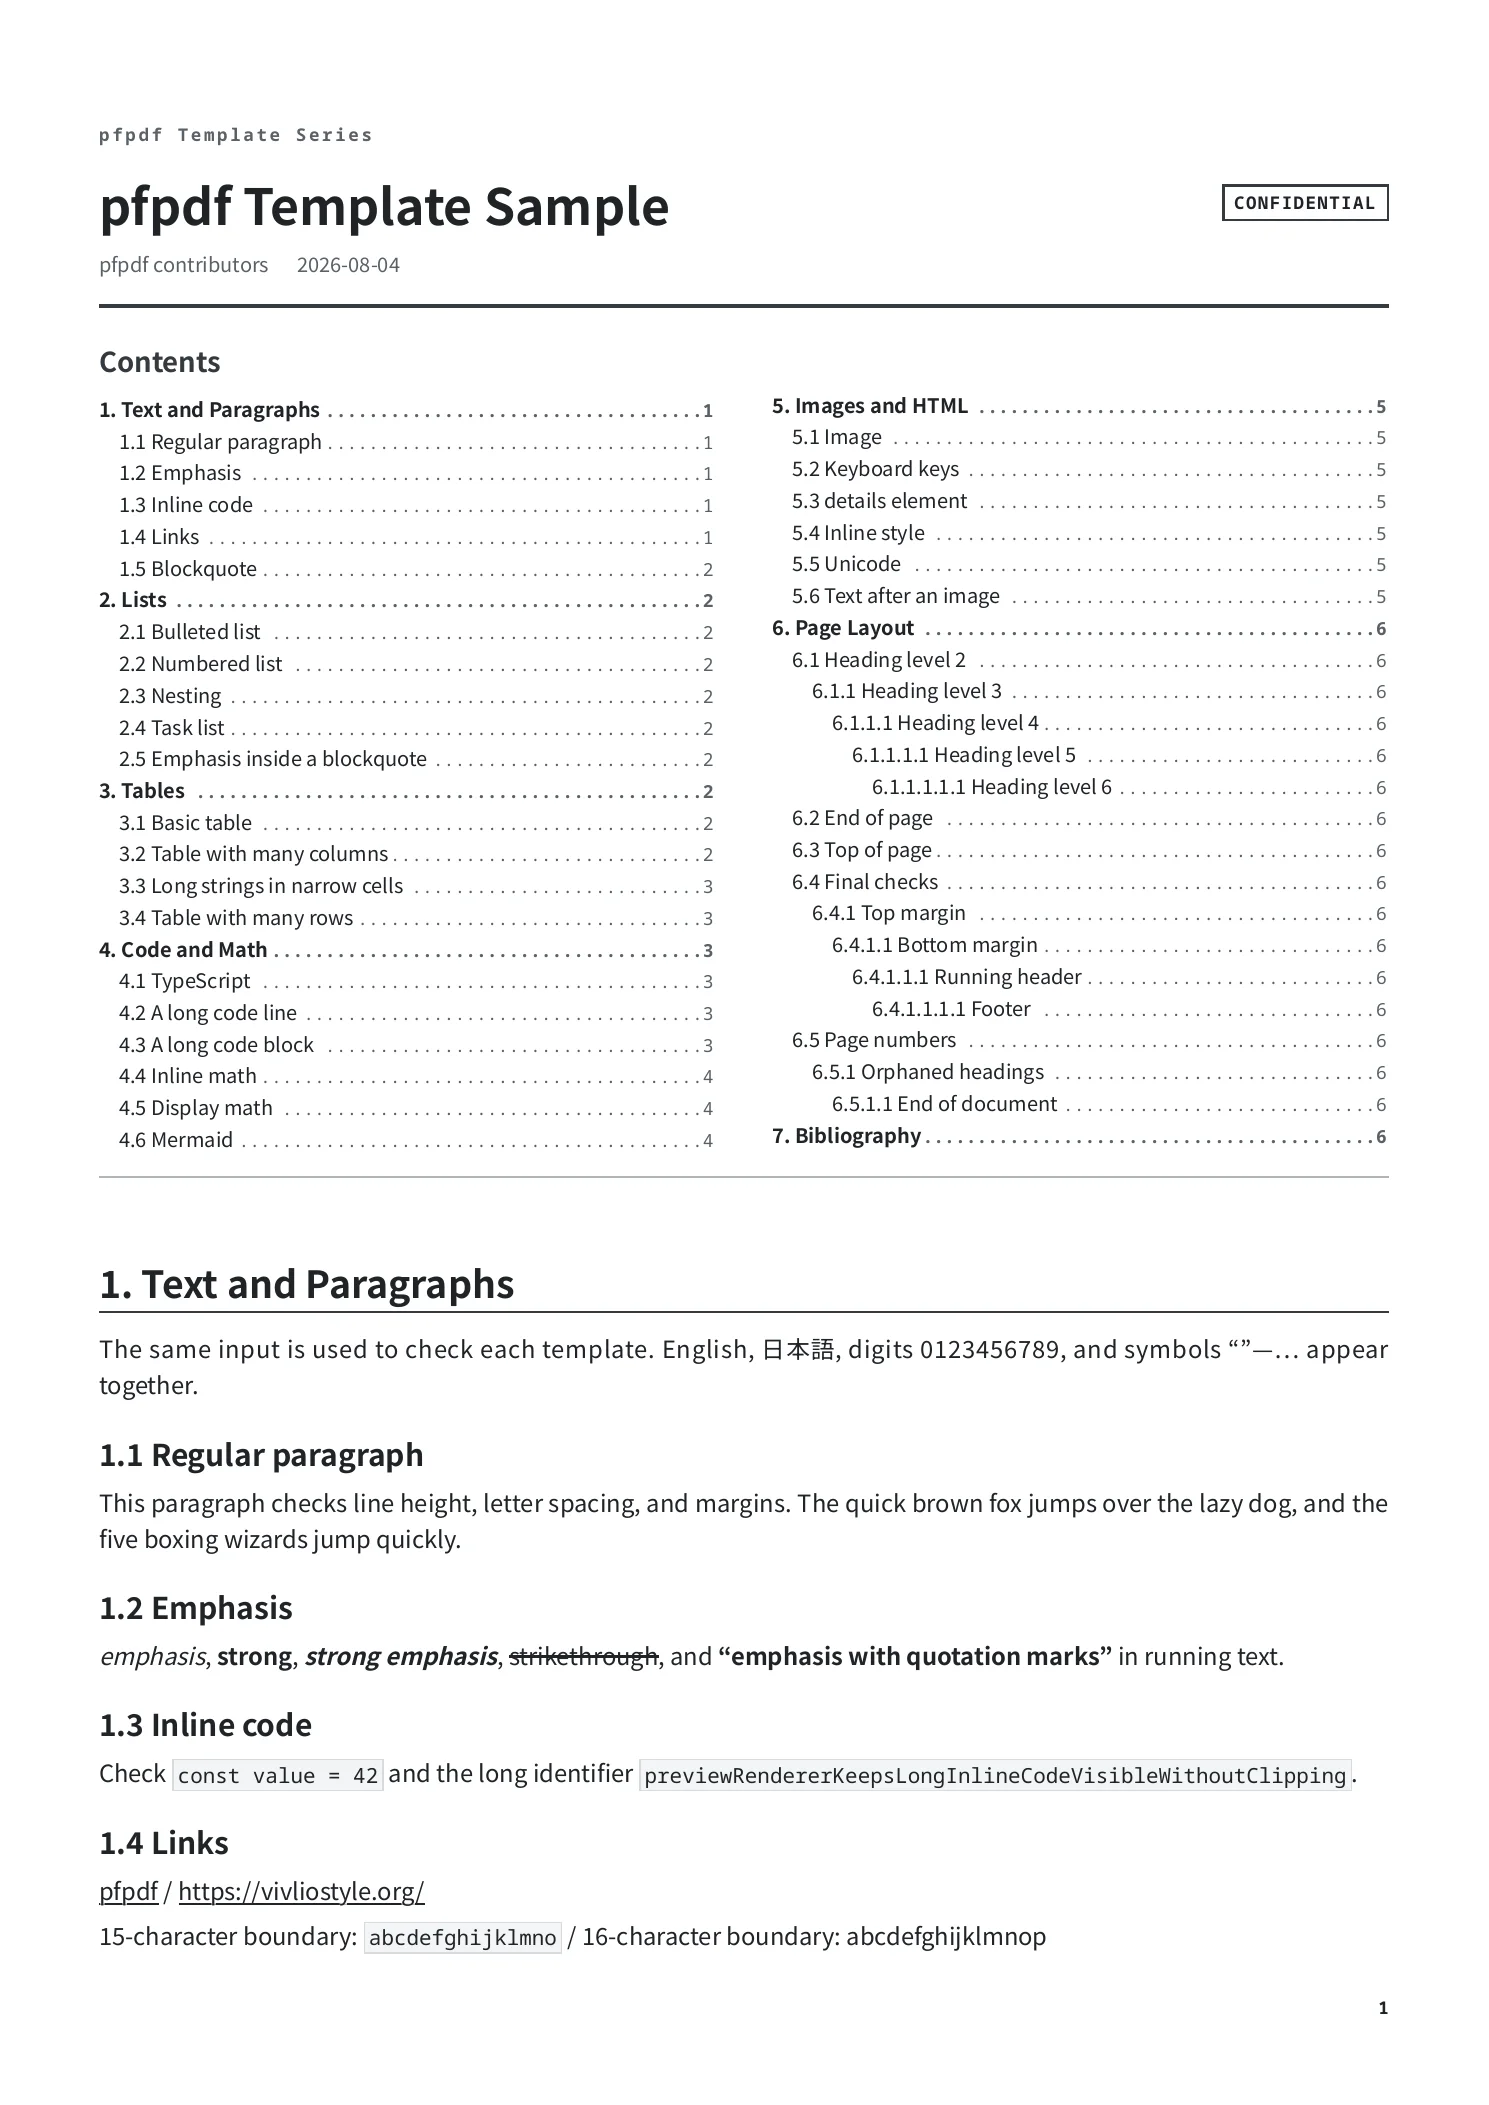 pfpdf Template Series
pfpdf Template Sample
CONFIDENTIAL
pfpdf contributors 2026-08-04
Contents
1. Text and Paragraphs 1
1.1 Regular paragraph 1
1.2 Emphasis 1
1.3 Inline code 1
1.4 Links 1
1.5 Blockquote 2
2. Lists 2
2.1 Bulleted list 2
2.2 Numbered list 2
2.3 Nesting 2
2.4 Task list 2
2.5 Emphasis inside a blockquote 2
3. Tables 2
3.1 Basic table 2
3.2 Table with many columns 2
3.3 Long strings in narrow cells 3
3.4 Table with many rows 3
4. Code and Math 3
4.1 TypeScript 3
4.2 A long code line 3
4.3 A long code block 3
4.4 Inline math 4
4.5 Display math 4
4.6 Mermaid 4
5. Images and HTML 5
5.1 Image 5
5.2 Keyboard keys 5
5.3 details element 5
5.4 Inline style 5
5.5 Unicode 5
5.6 Text after an image 5
6. Page Layout 6
6.1 Heading level 2 6
6.1.1 Heading level 3 6
6.1.1.1 Heading level 4 6
6.1.1.1.1 Heading level 5 6
6.1.1.1.1.1 Heading level 6 6
6.2 End of page 6
6.3 Top of page 6
6.4 Final checks 6
6.4.1 Top margin 6
6.4.1.1 Bottom margin 6
6.4.1.1.1 Running header 6
6.4.1.1.1.1 Footer 6
6.5 Page numbers 6
6.5.1 Orphaned headings 6
6.5.1.1 End of document 6
7. Bibliography 6
1. Text and Paragraphs
The same input is used to check each template. English, 日本語, digits 0123456789, and symbols “”—… appear
together.
1.1 Regular paragraph
This paragraph checks line height, letter spacing, and margins. The quick brown fox jumps over the lazy dog, and the
five boxing wizards jump quickly.
1.2 Emphasis
emphasis, strong, strong emphasis, strikethrough, and “emphasis with quotation marks” in running text.
1.3 Inline code
Check const value = 42 and the long identifier previewRendererKeepsLongInlineCodeVisibleWithoutClipping.
1.4 Links
pfpdf / https://vivliostyle.org/
15-character boundary: abcdefghijklmno / 16-character boundary: abcdefghijklmnop
1